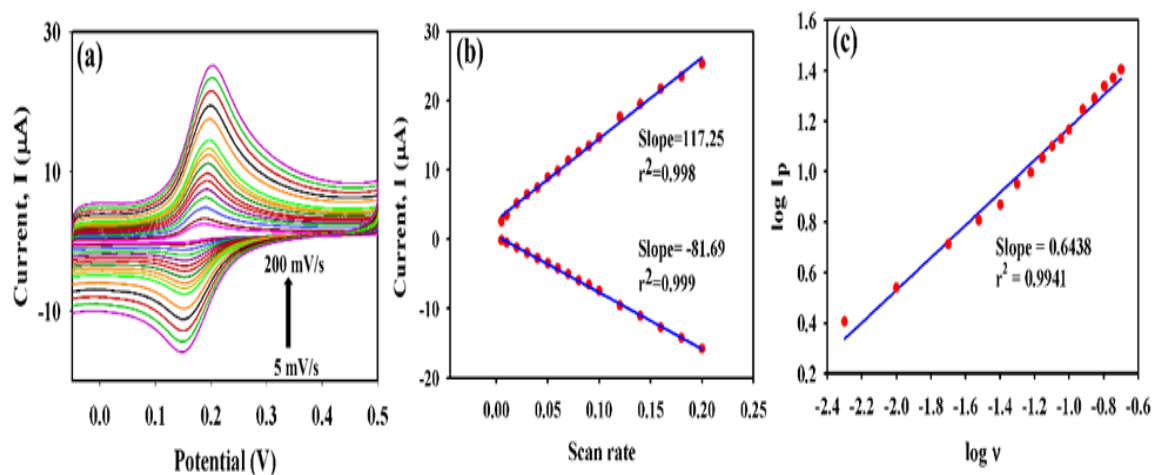 (a)
Current, I (µA)
30
10
-10
200 mV/s
5 mV/s
0.0 0.1 0.2 0.3 0.4 0.5
Potential (V)
(b)
Current, I (µA)
30
20
10
0
-10
-20
Slope=117.25
r²=0.998
Slope= -81.69
r²=0.999
0.00 0.05 0.10 0.15 0.20 0.25
Scan rate
(c)
log Iₚ
1.6
1.4
1.2
1.0
0.8
0.6
0.4
0.2
Slope = 0.6438
r² = 0.9941
-2.4 -2.2 -2.0 -1.8 -1.6 -1.4 -1.2 -1.0 -0.8 -0.6
log ν